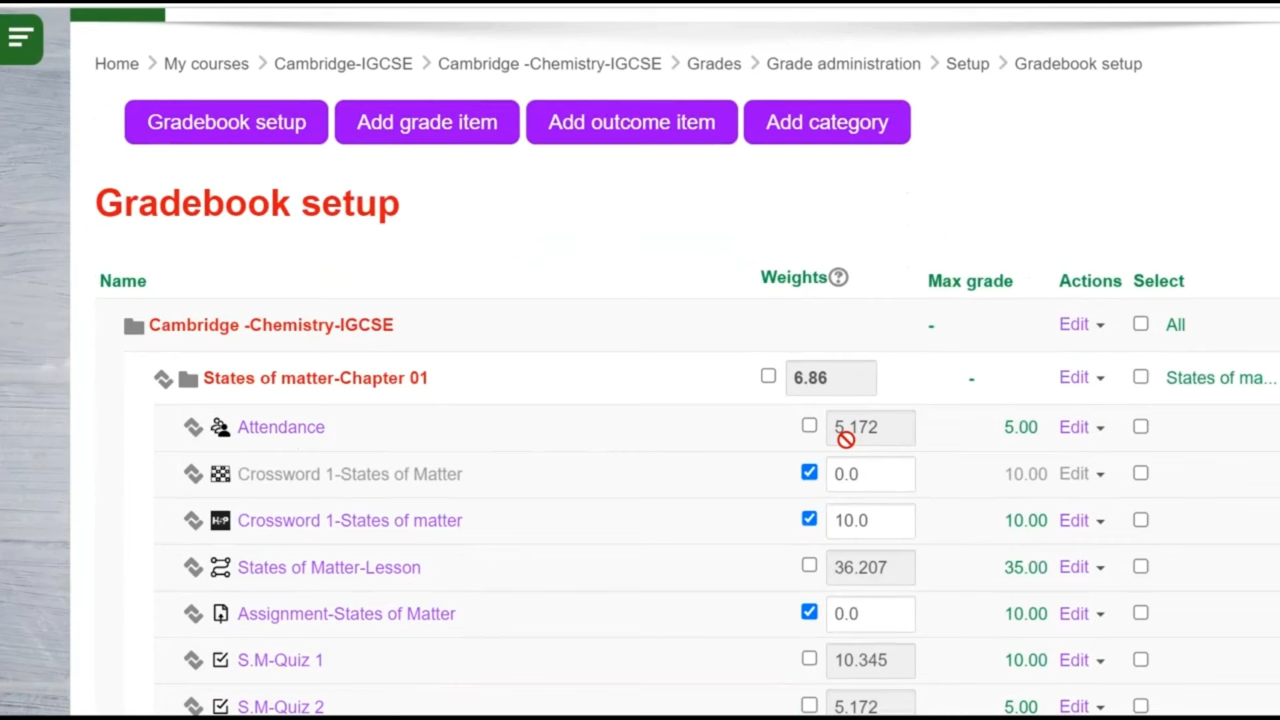 Home > My courses > Cambridge-IGCSE > Cambridge -Chemistry-IGCSE > Grades > Grade administration > Setup > Gradebook setup
Gradebook setup Add grade item Add outcome item Add category
Gradebook setup
Name Weights ? Max grade Actions Select
Cambridge -Chemistry-IGCSE - Edit All
States of matter-Chapter 01 6.86 - Edit States of ma...
Attendance 5.172 5.00 Edit
Crossword 1-States of Matter 0.0 10.00 Edit
H5P Crossword 1-States of matter 10.0 10.00 Edit
States of Matter-Lesson 36.207 35.00 Edit
Assignment-States of Matter 0.0 10.00 Edit
S.M-Quiz 1 10.345 10.00 Edit
S.M-Quiz 2 5.172 5.00 Edit